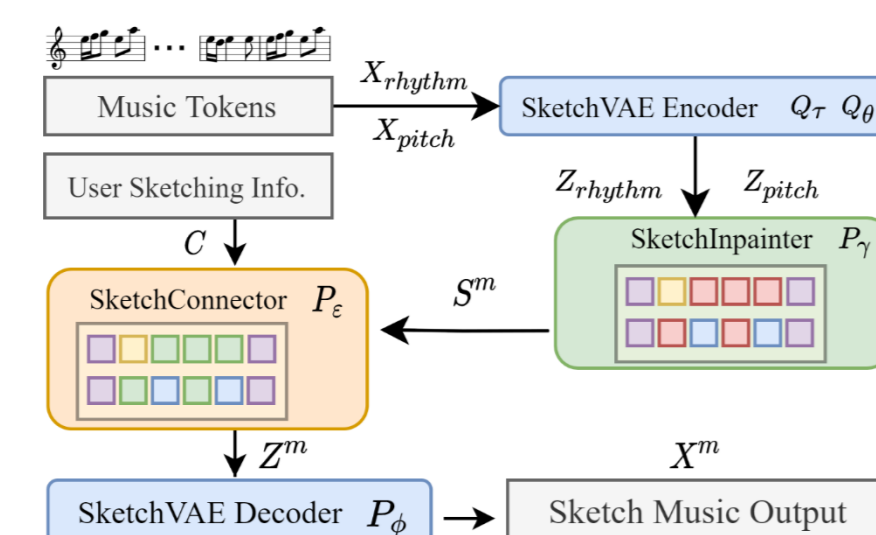 Music Tokens
X_rhythm
X_pitch
SketchVAE Encoder Q_τ Q_θ
User Sketching Info.
C
Z_rhythm Z_pitch
SketchInpainter P_γ
S^m
SketchConnector P_ε
Z^m
X^m
SketchVAE Decoder P_ϕ
Sketch Music Output